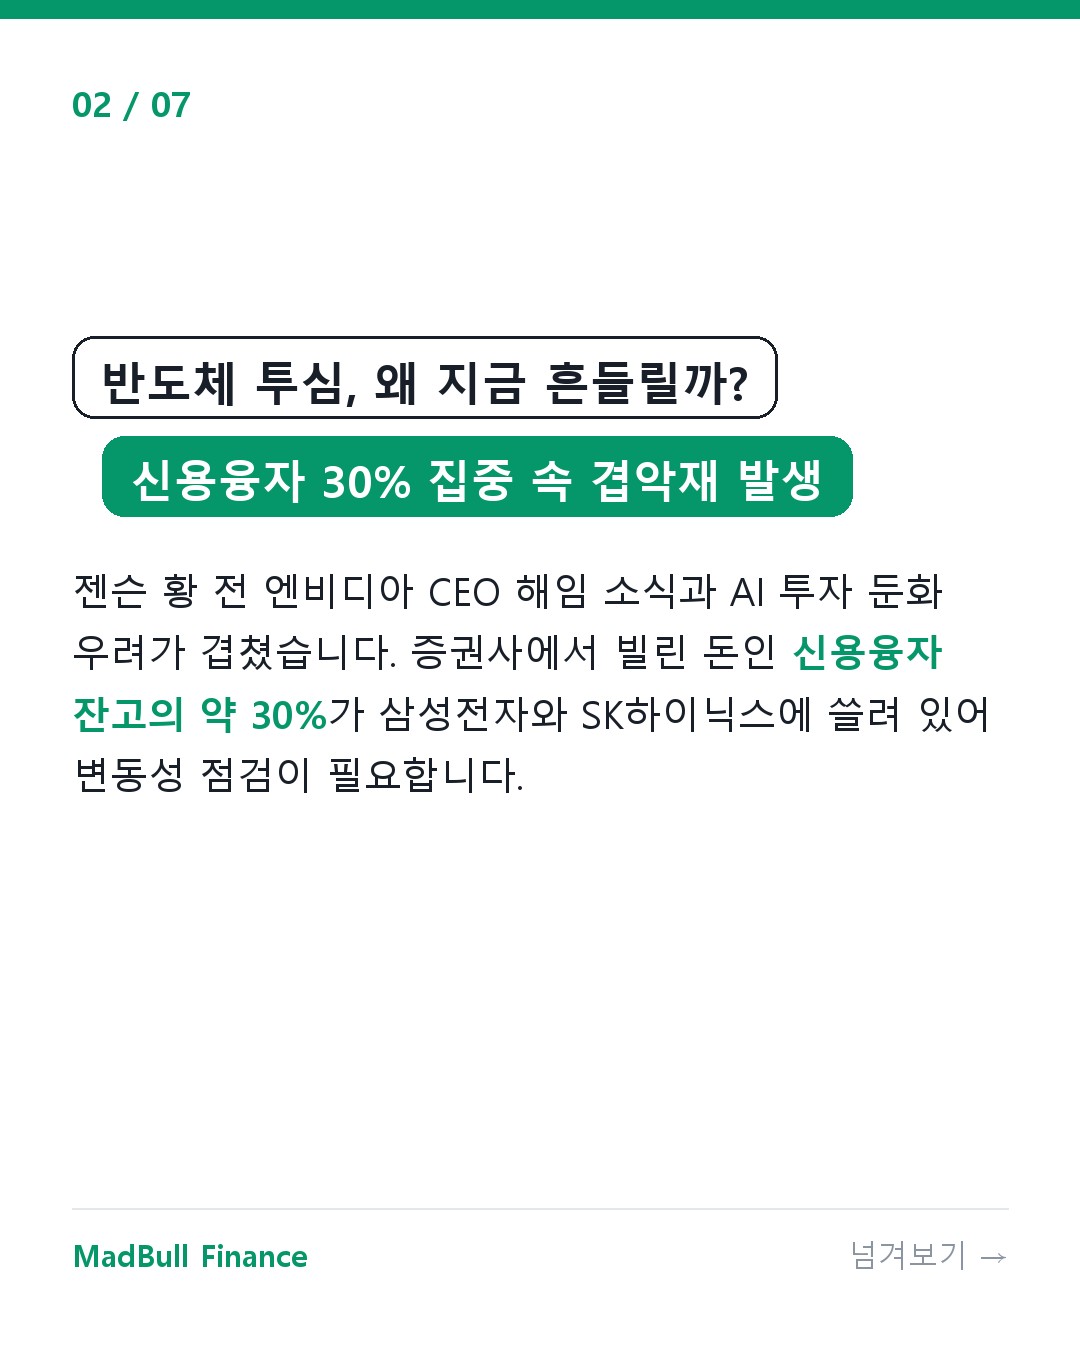 02 / 07
반도체 투심, 왜 지금 흔들릴까?
신용융자 30% 집중 속 겹악재 발생
젠슨 황 전 엔비디아 CEO 해임 소식과 AI 투자 둔화
우려가 겹쳤습니다. 증권사에서 빌린 돈인 신용융자
잔고의 약 30%가 삼성전자와 SK하이닉스에 쏠려 있어
변동성 점검이 필요합니다.
MadBull Finance
넘겨보기 →